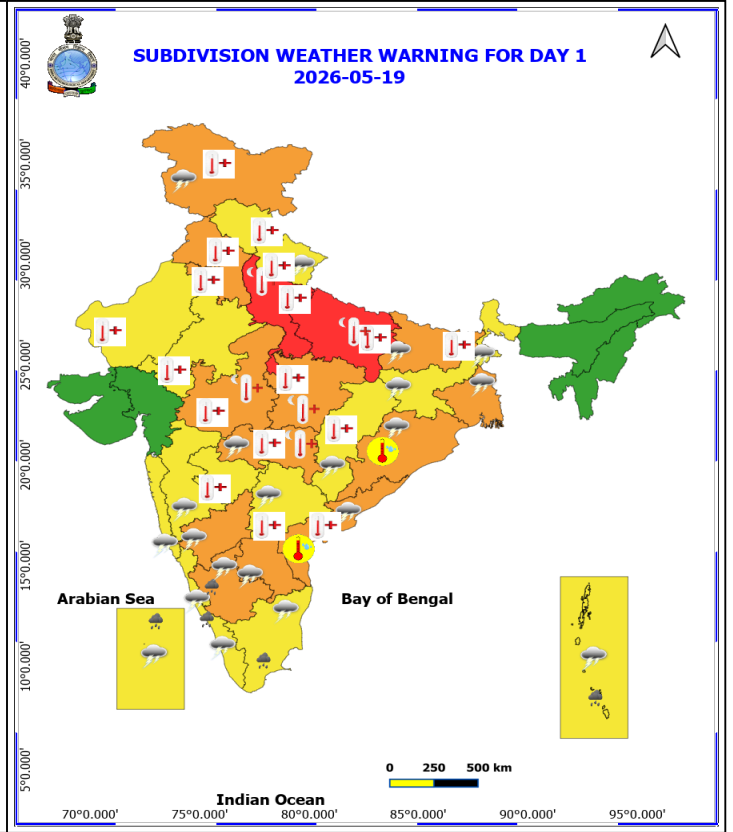 SUBDIVISION WEATHER WARNING FOR DAY 1
2026-05-19
40°0.000'
35°0.000'
30°0.000'
25°0.000'
20°0.000'
15°0.000'
10°0.000'
5°0.000'
Arabian Sea
Bay of Bengal
0 250 500 km
Indian Ocean
70°0.000' 75°0.000' 80°0.000' 85°0.000' 90°0.000' 95°0.000'